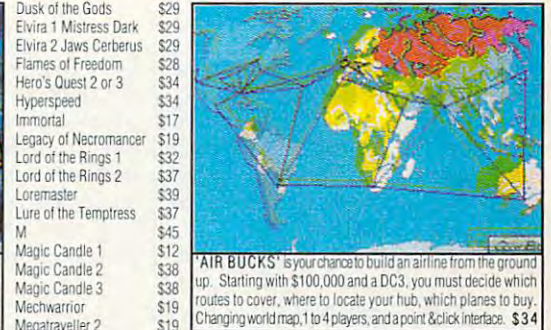 Dusk of the Gods $29
Elvira 1 Mistress Dark $29
Elvira 2 Jaws Cerberus $29
Flames of Freedom $28
Hero's Quest 2 or 3 $34
Hyperspeed $34
Immortal $17
Legacy of Necromancer $19
Lord of the Rings 1 $32
Lord of the Rings 2 $37
Loremaster $39
Lure of the Temptress $37
M $45
Magic Candle 1 $12
Magic Candle 2 $38
Magic Candle 3 $38
Mechwarrior $19
Megatraveller 2 $19
'AIR BUCKS' is your chance to build an airline from the ground
up. Starting with $100,000 and a DC3, you must decide which
routes to cover, where to locate your hub, which planes to buy.
Changing world map, 1 to 4 players, and a point & click interface. $34